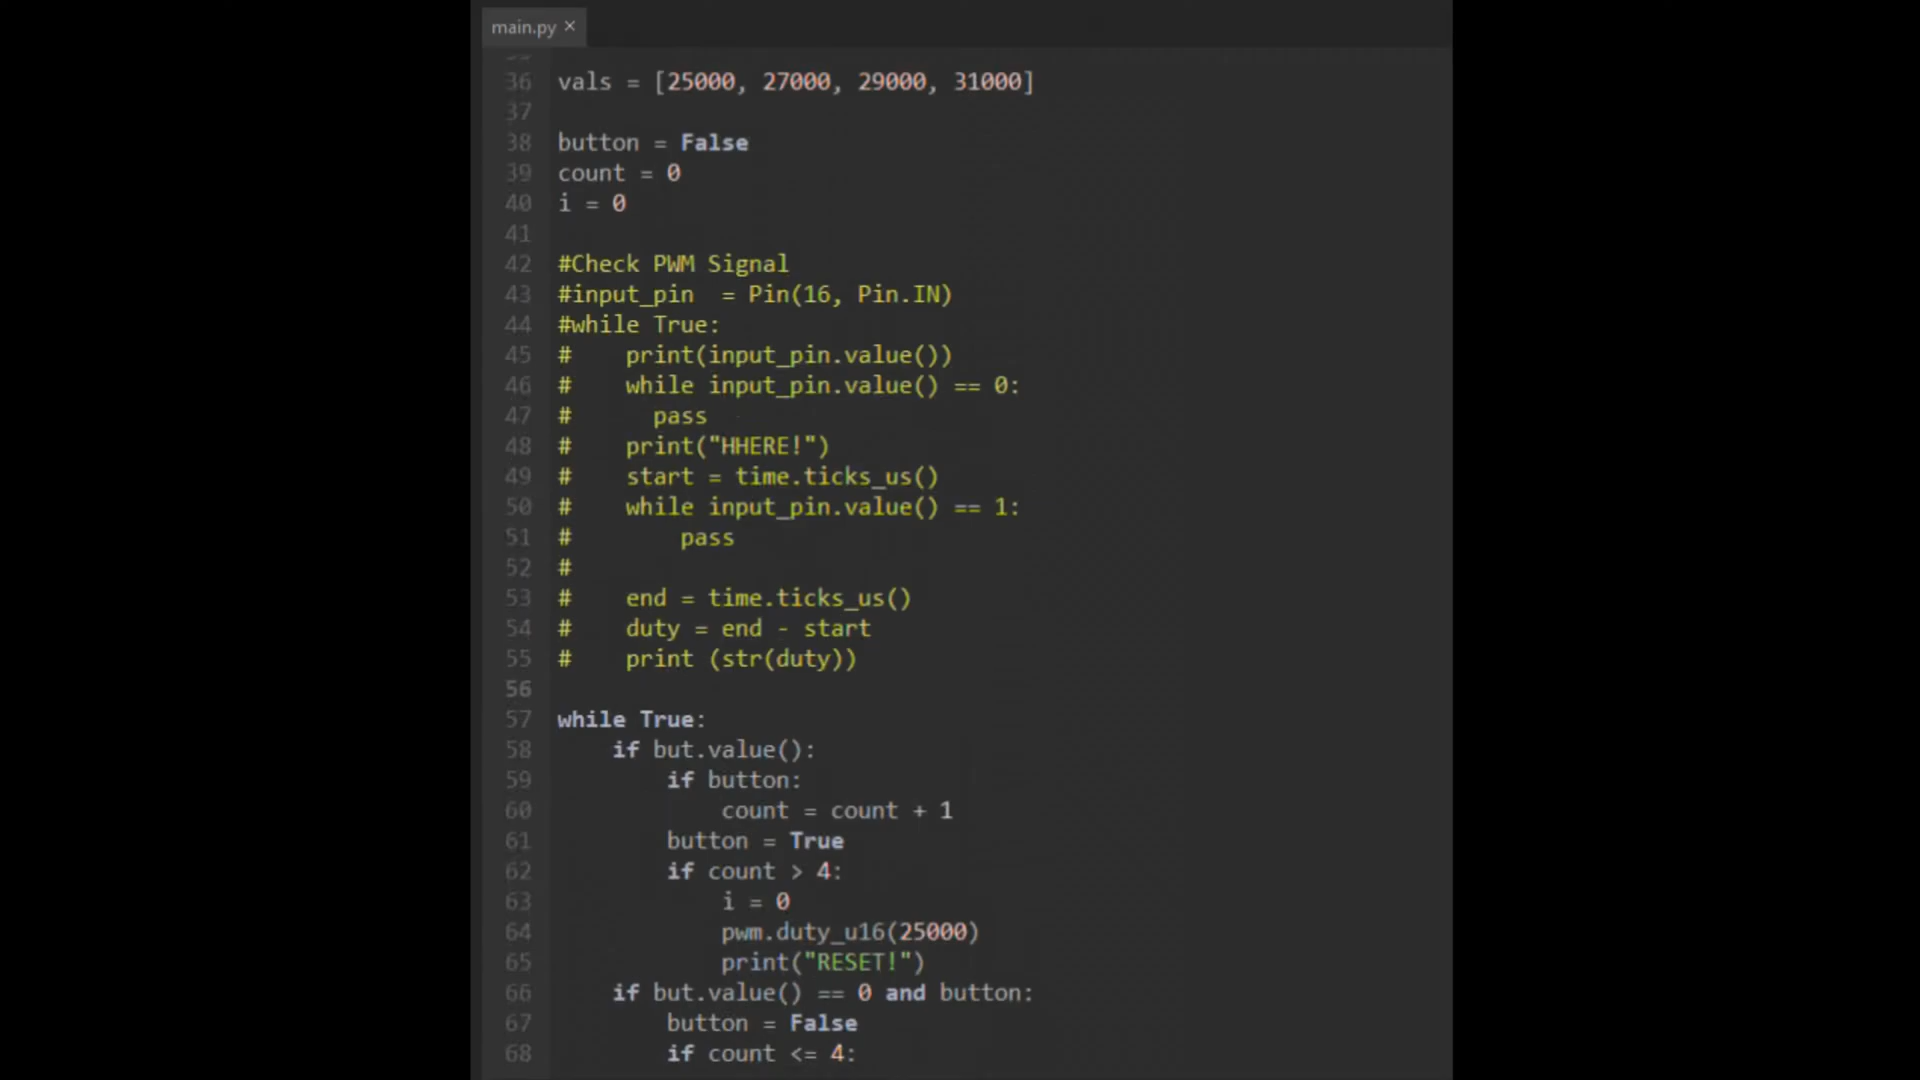 main.py ×
36 vals = [25000, 27000, 29000, 31000]
37
38 button = False
39 count = 0
40 i = 0
41
42 #Check PWM Signal
43 #input_pin  = Pin(16, Pin.IN)
44 #while True:
45 #    print(input_pin.value())
46 #    while input_pin.value() == 0:
47 #      pass
48 #    print("HHERE!")
49 #    start = time.ticks_us()
50 #    while input_pin.value() == 1:
51 #        pass
52 #
53 #    end = time.ticks_us()
54 #    duty = end - start
55 #    print (str(duty))
56
57 while True:
58     if but.value():
59         if button:
60             count = count + 1
61         button = True
62         if count > 4:
63             i = 0
64             pwm.duty_u16(25000)
65             print("RESET!")
66     if but.value() == 0 and button:
67         button = False
68         if count <= 4: